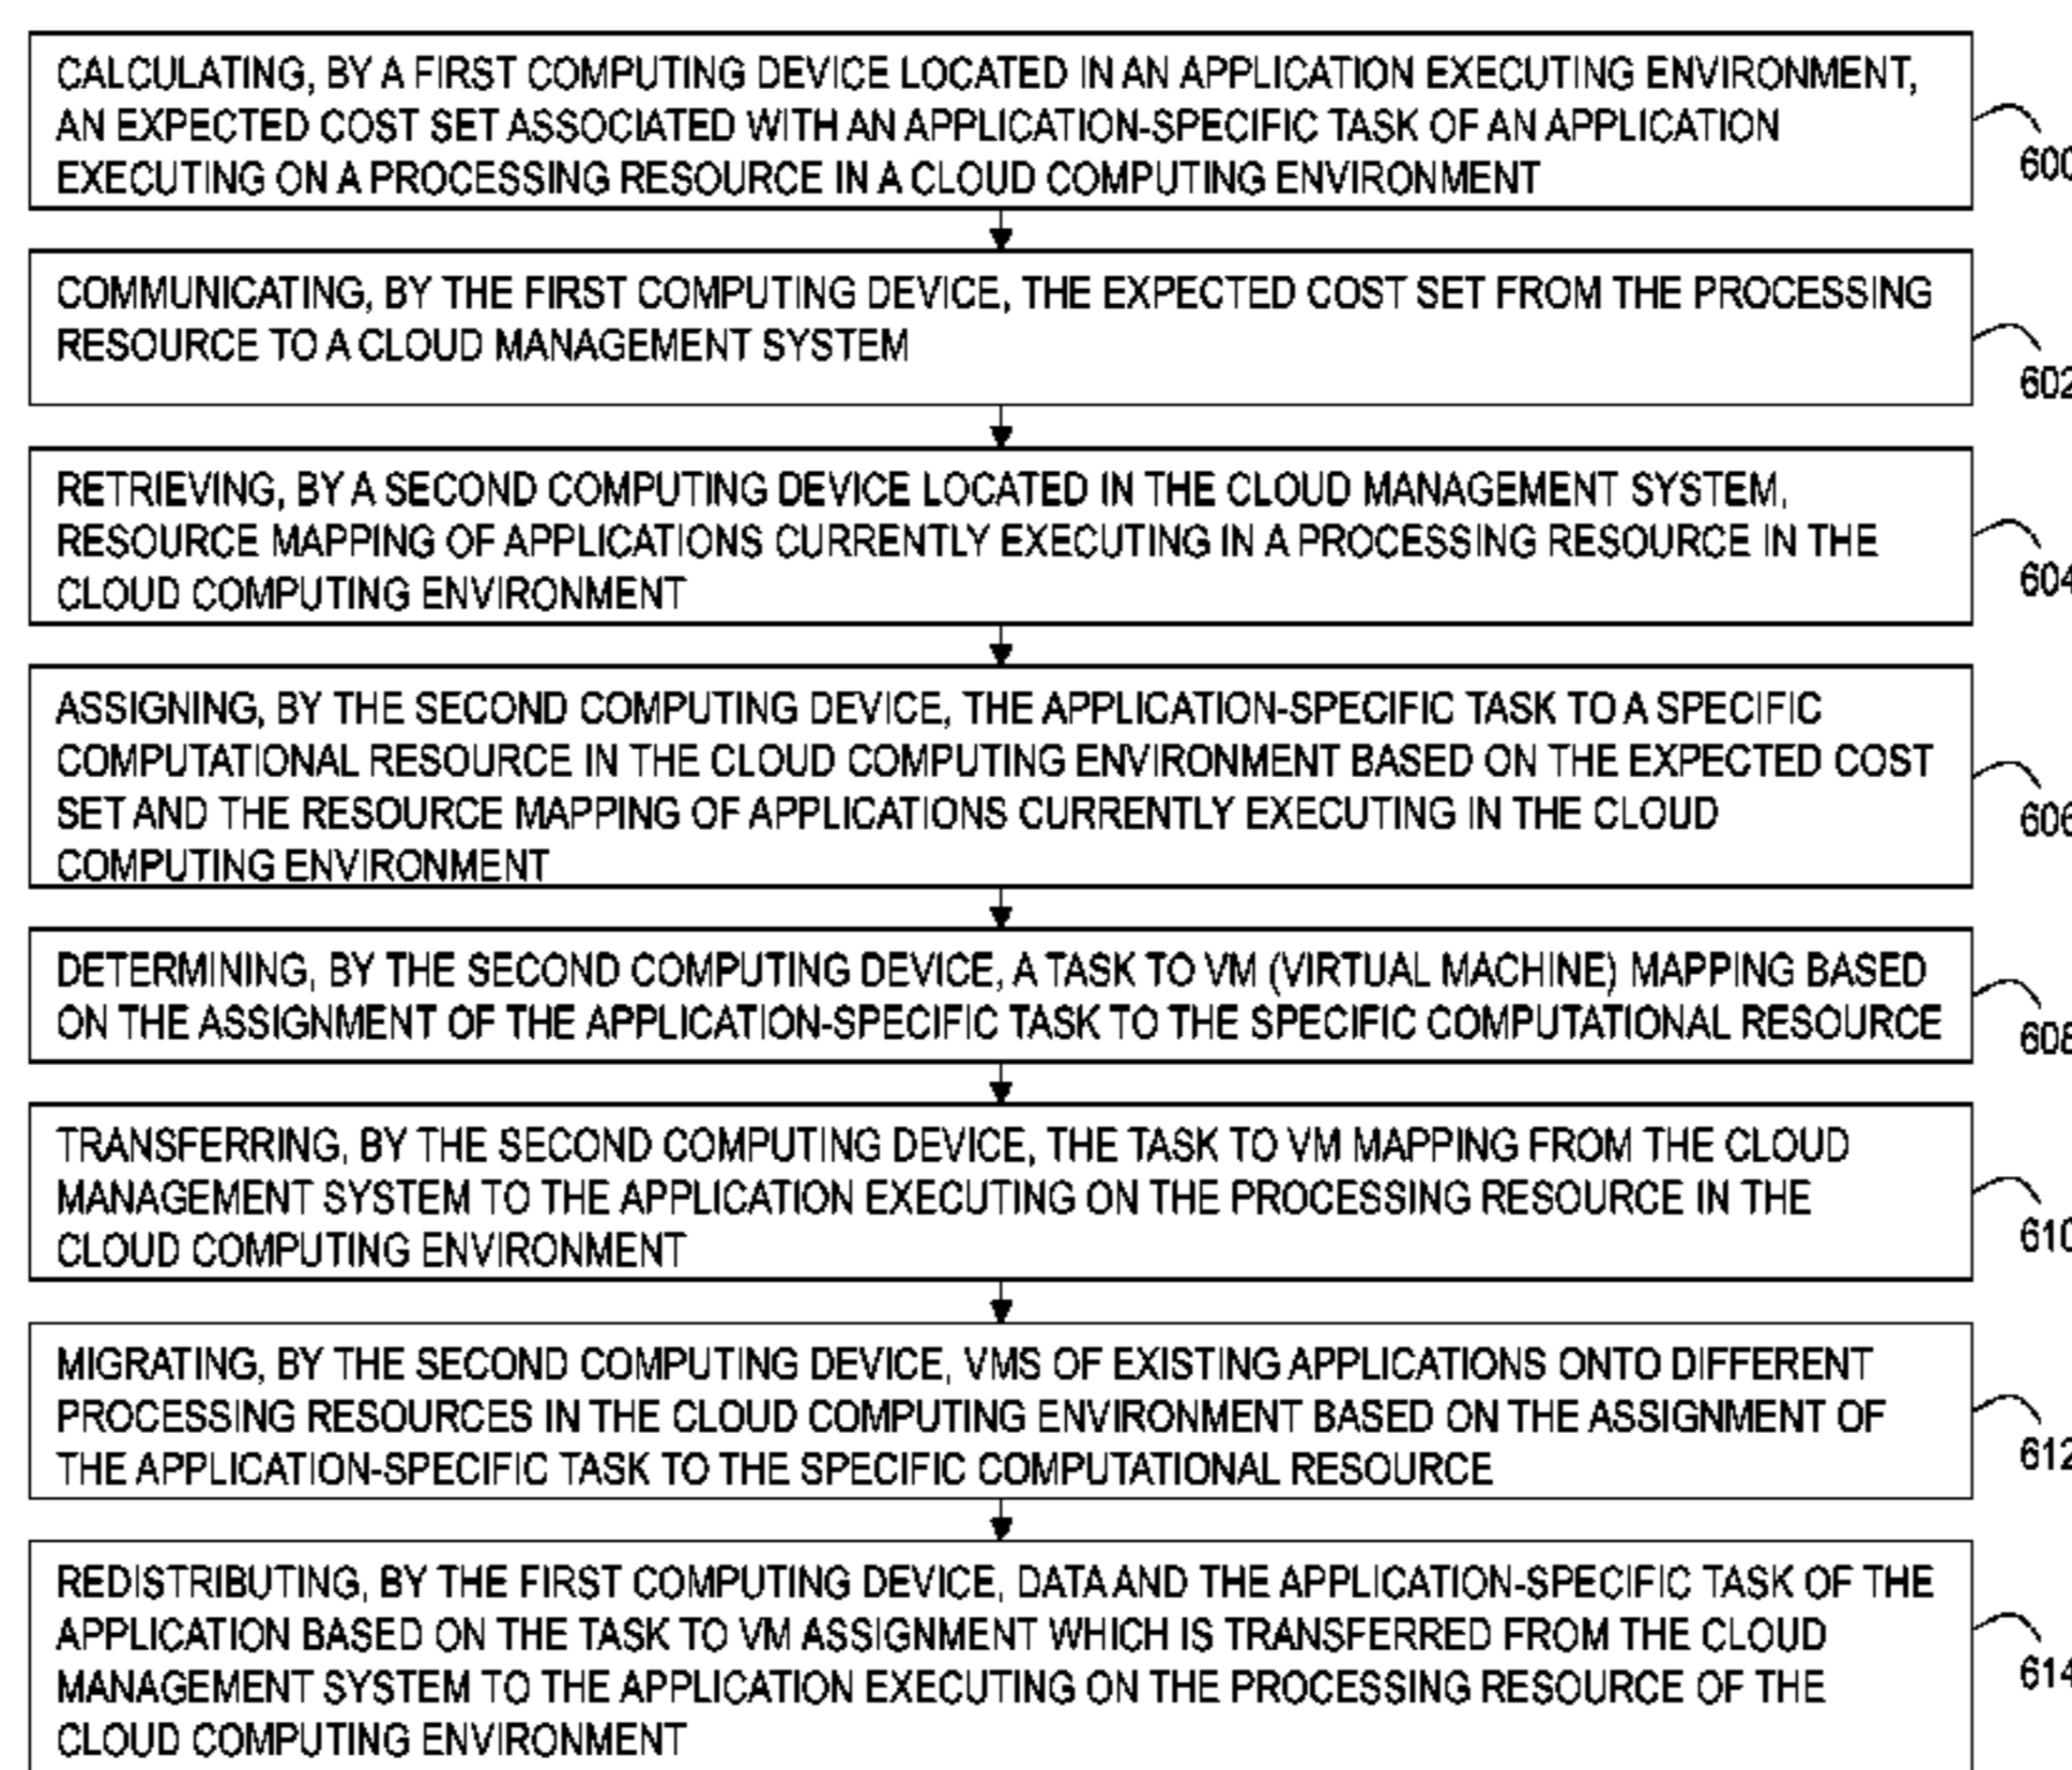 CALCULATING, BY A FIRST COMPUTING DEVICE LOCATED IN AN APPLICATION EXECUTING ENVIRONMENT,
AN EXPECTED COST SET ASSOCIATED WITH AN APPLICATION-SPECIFIC TASK OF AN APPLICATION
EXECUTING ON A PROCESSING RESOURCE IN A CLOUD COMPUTING ENVIRONMENT
600
COMMUNICATING, BY THE FIRST COMPUTING DEVICE, THE EXPECTED COST SET FROM THE PROCESSING
RESOURCE TO A CLOUD MANAGEMENT SYSTEM
602
RETRIEVING, BY A SECOND COMPUTING DEVICE LOCATED IN THE CLOUD MANAGEMENT SYSTEM,
RESOURCE MAPPING OF APPLICATIONS CURRENTLY EXECUTING IN A PROCESSING RESOURCE IN THE
CLOUD COMPUTING ENVIRONMENT
604
ASSIGNING, BY THE SECOND COMPUTING DEVICE, THE APPLICATION-SPECIFIC TASK TO A SPECIFIC
COMPUTATIONAL RESOURCE IN THE CLOUD COMPUTING ENVIRONMENT BASED ON THE EXPECTED COST
SET AND THE RESOURCE MAPPING OF APPLICATIONS CURRENTLY EXECUTING IN THE CLOUD
COMPUTING ENVIRONMENT
606
DETERMINING, BY THE SECOND COMPUTING DEVICE, A TASK TO VM (VIRTUAL MACHINE) MAPPING BASED
ON THE ASSIGNMENT OF THE APPLICATION-SPECIFIC TASK TO THE SPECIFIC COMPUTATIONAL RESOURCE
608
TRANSFERRING, BY THE SECOND COMPUTING DEVICE, THE TASK TO VM MAPPING FROM THE CLOUD
MANAGEMENT SYSTEM TO THE APPLICATION EXECUTING ON THE PROCESSING RESOURCE IN THE
CLOUD COMPUTING ENVIRONMENT
610
MIGRATING, BY THE SECOND COMPUTING DEVICE, VMS OF EXISTING APPLICATIONS ONTO DIFFERENT
PROCESSING RESOURCES IN THE CLOUD COMPUTING ENVIRONMENT BASED ON THE ASSIGNMENT OF
THE APPLICATION-SPECIFIC TASK TO THE SPECIFIC COMPUTATIONAL RESOURCE
612
REDISTRIBUTING, BY THE FIRST COMPUTING DEVICE, DATA AND THE APPLICATION-SPECIFIC TASK OF THE
APPLICATION BASED ON THE TASK TO VM ASSIGNMENT WHICH IS TRANSFERRED FROM THE CLOUD
MANAGEMENT SYSTEM TO THE APPLICATION EXECUTING ON THE PROCESSING RESOURCE OF THE
CLOUD COMPUTING ENVIRONMENT
614